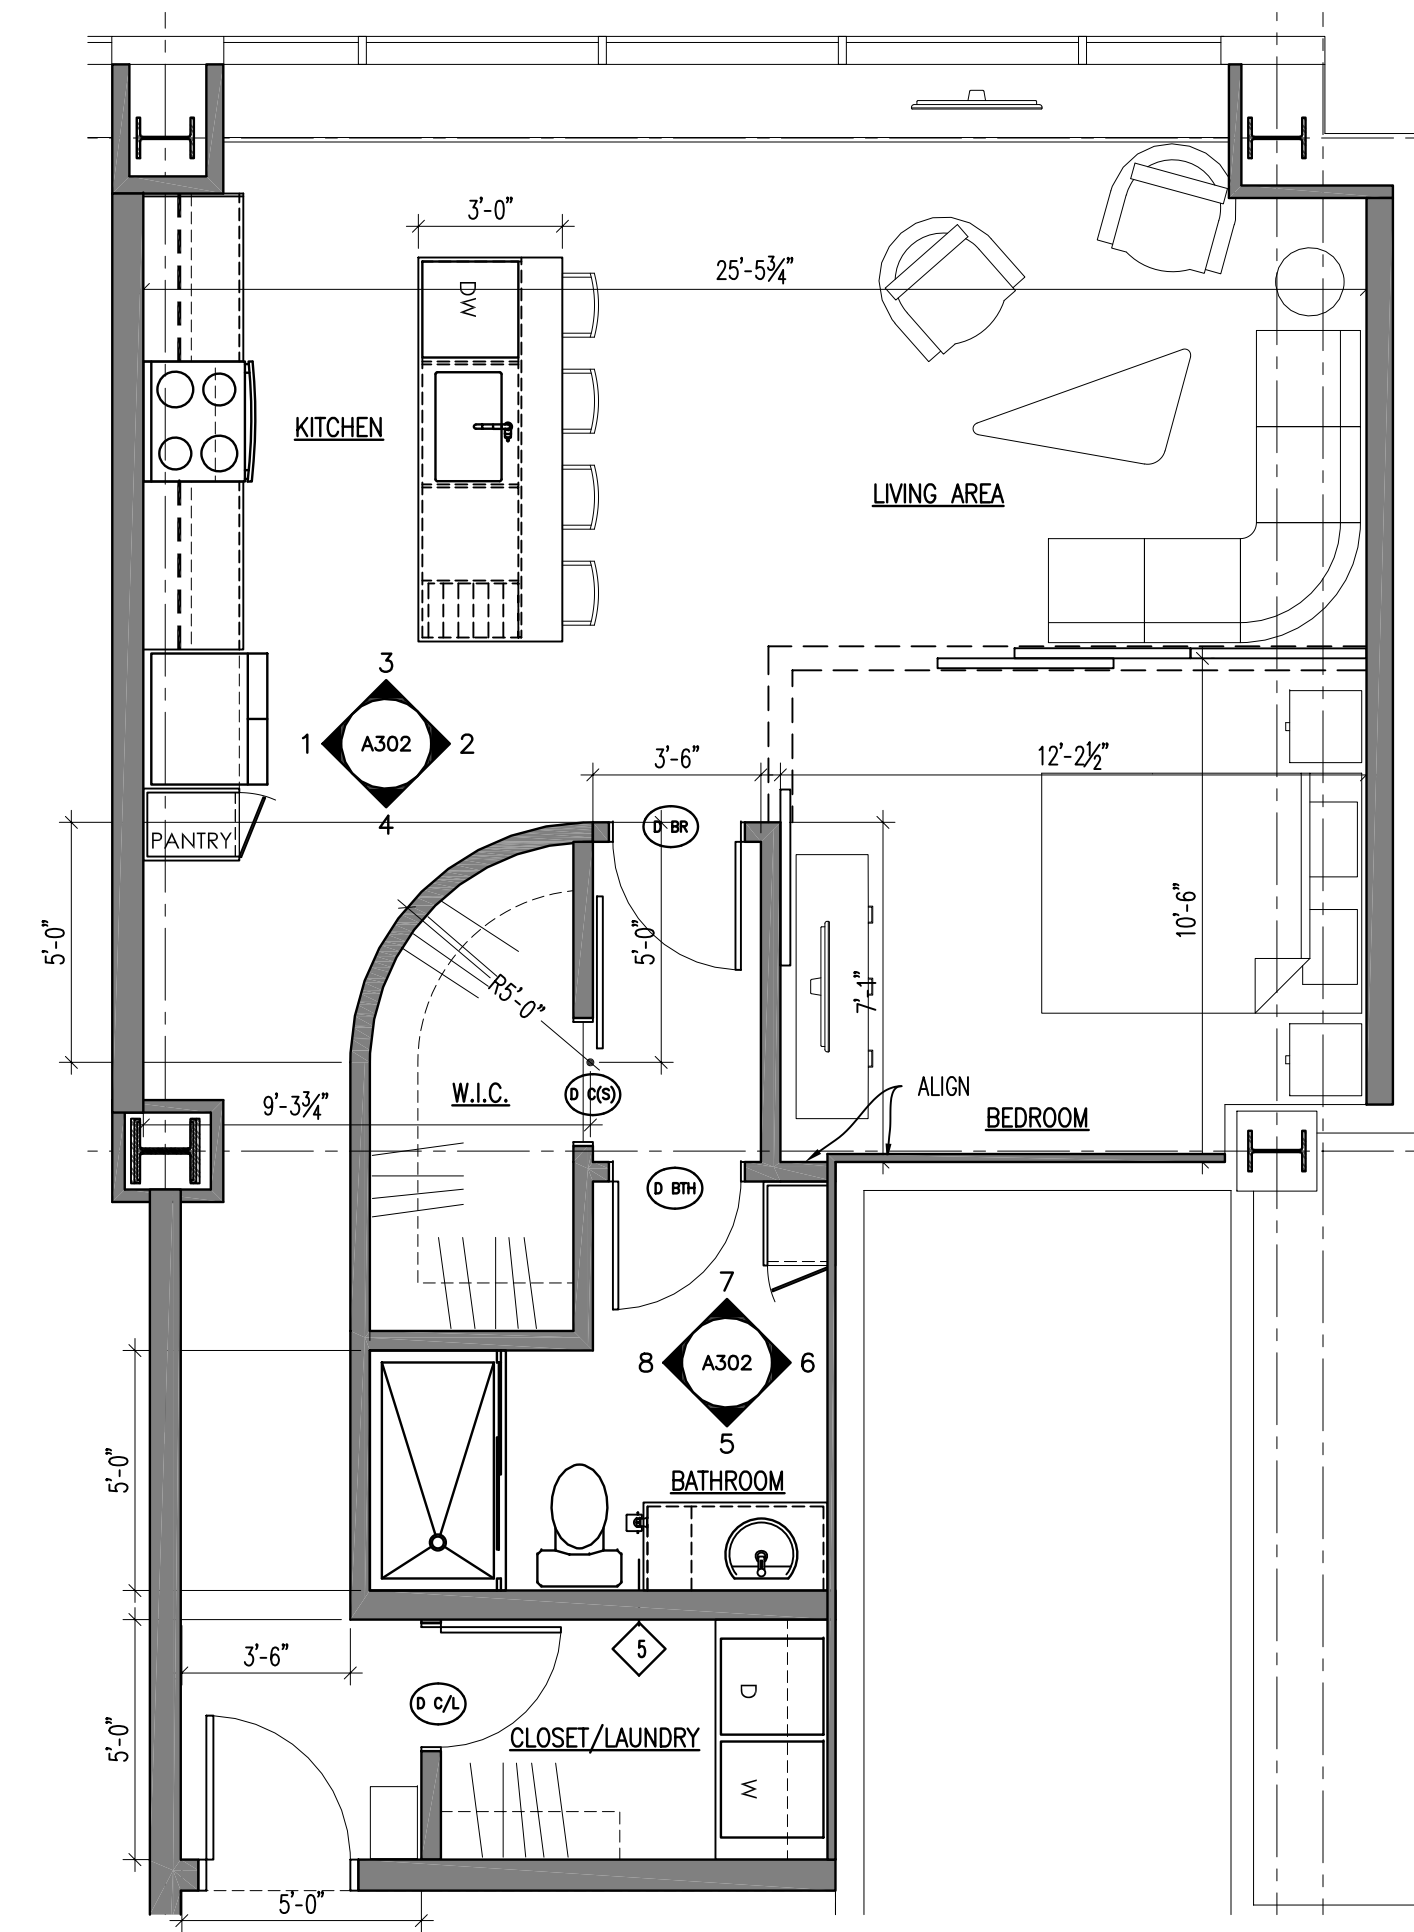 3'-0"
25'-5¾"
DW
KITCHEN
LIVING AREA
3
1
A302
2
4
3'-6"
12'-2½"
PANTRY
D BR
5'-0"
5'-0"
10'-6"
R5'-0"
7'-1"
W.I.C.
D C(S)
ALIGN
9'-3¾"
BEDROOM
D BTH
7
8
A302
6
5
5'-0"
BATHROOM
3'-6"
5
D
D C/L
5'-0"
CLOSET/LAUNDRY
W
5'-0"